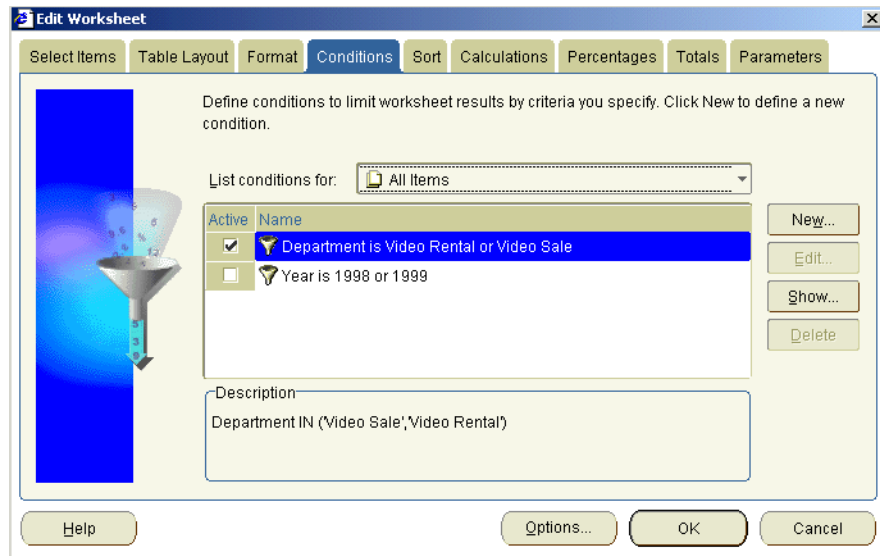 Edit Worksheet
Select Items Table Layout Format Conditions Sort Calculations Percentages Totals Parameters
Define conditions to limit worksheet results by criteria you specify. Click New to define a new
condition.
List conditions for: All Items
Active Name
Department is Video Rental or Video Sale
Year is 1998 or 1999
New...
Edit...
Show...
Delete
Description
Department IN ('Video Sale','Video Rental')
Help Options... OK Cancel